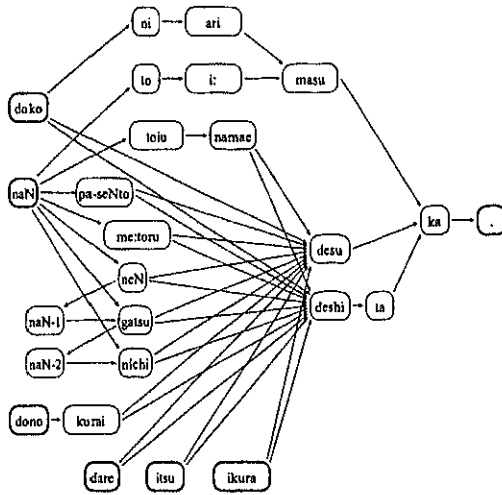 ni ari
to i: masu
doko
toiu namae
naN pa-seNto
ka .
me:toru
desu
neN
deshi ta
naN-1 gatsu
naN-2 nichi
dono kurai
dare itsu ikura